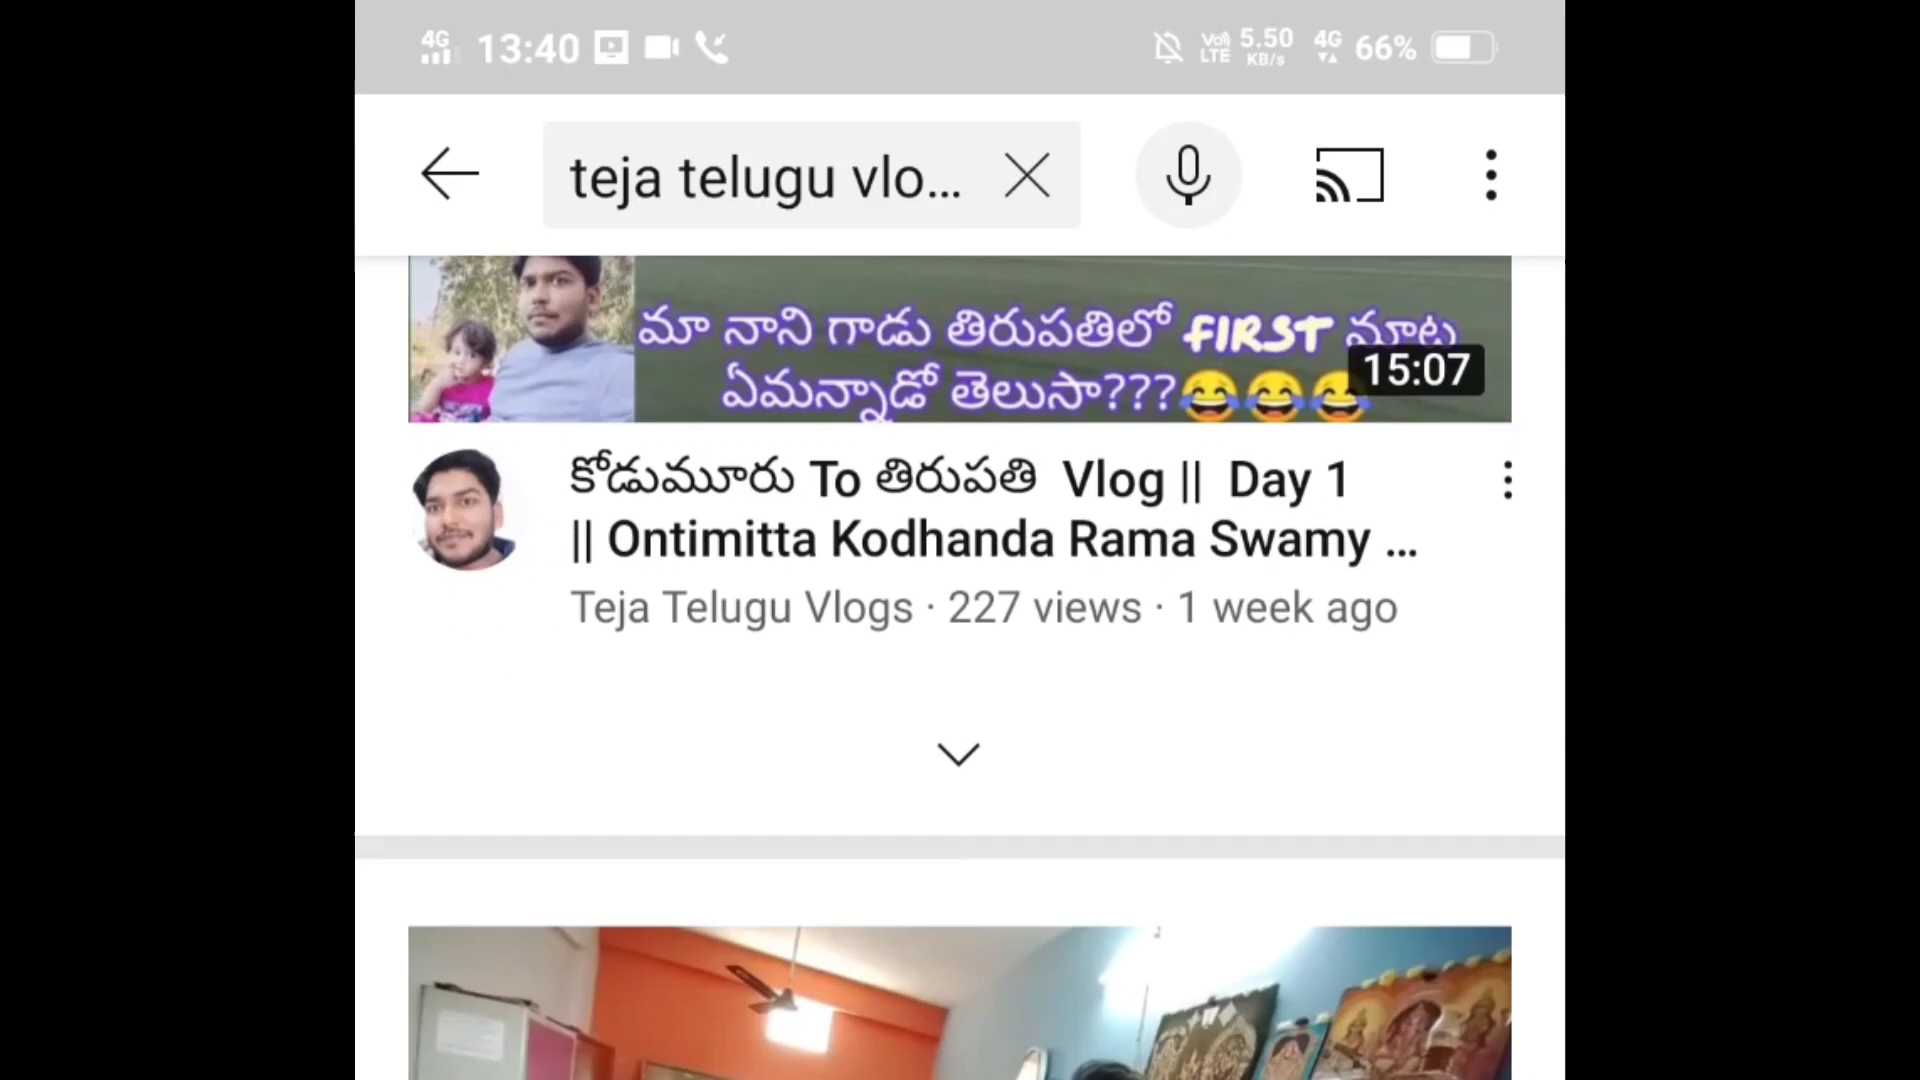 4G 13:40 VoI) LTE 5.50 KB/s 4G 66%
teja telugu vlo...
మా నాని గాడు తిరుపతిలో FIRST మాట
ఏమన్నాడో తెలుసా???😂😂😂
15:07
కోడుమూరు To తిరుపతి Vlog || Day 1
|| Ontimitta Kodhanda Rama Swamy ...
Teja Telugu Vlogs · 227 views · 1 week ago